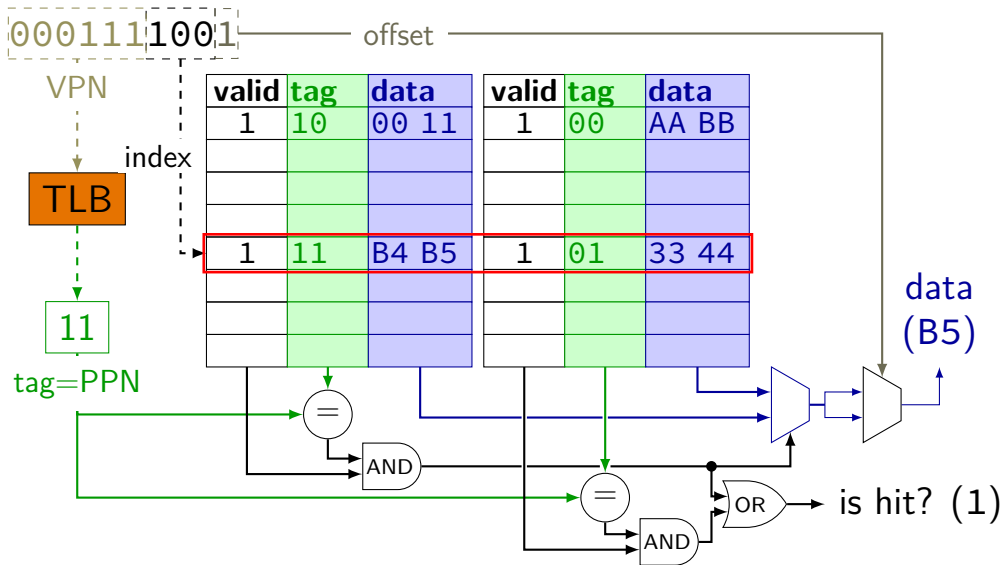 0001111001
offset
VPN
index
TLB
11
tag=PPN
valid tag data valid tag data
1 10 00 11 1 00 AA BB
1 11 B4 B5 1 01 33 44
data
(B5)
=
AND
=
AND
OR
is hit? (1)